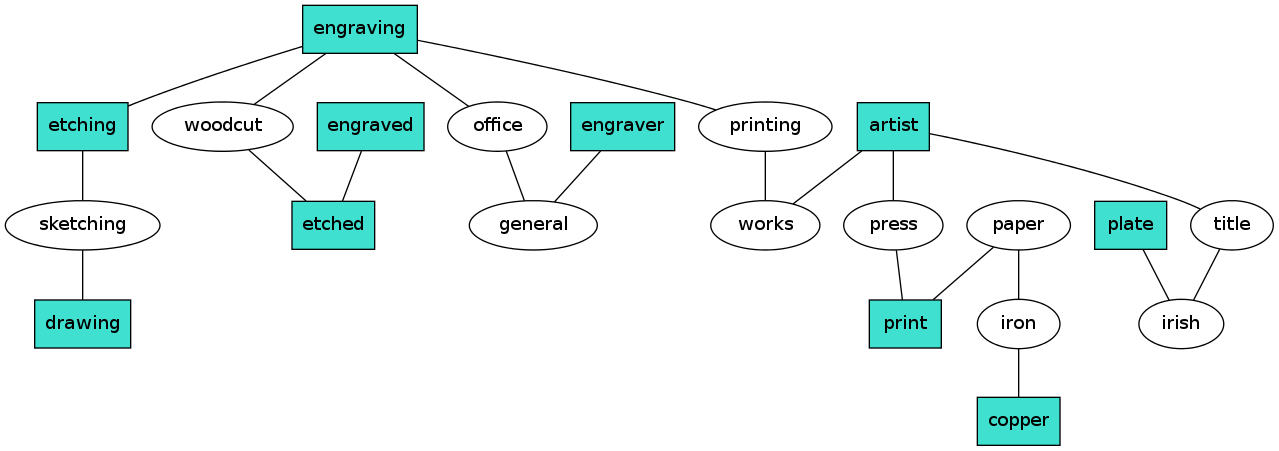 engraving
etching
woodcut
engraved
office
engraver
printing
artist
sketching
etched
general
works
press
paper
plate
title
drawing
print
iron
irish
copper